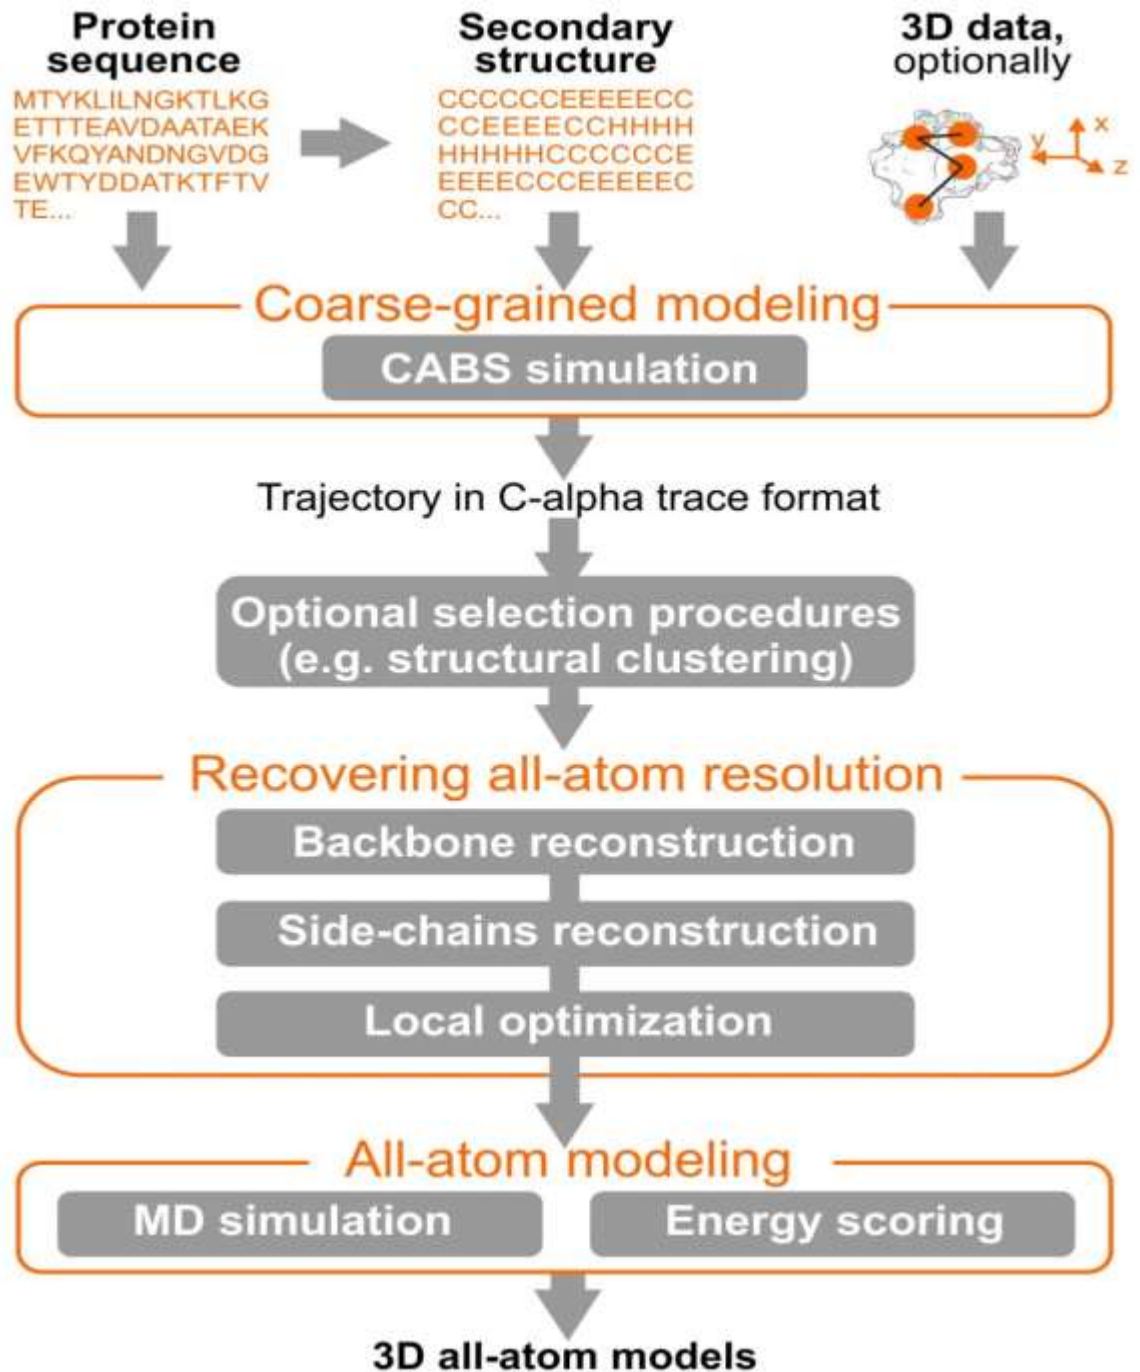 Protein
sequence
MTYKLILNGKTLKG
ETTTEAVDAATAEK
VFKQYANDNGVDG
EWTYDDATKTFTV
TE...
Secondary
structure
CCCCCCEEEEECC
CCEEEECCHHHH
HHHHHCCCCCCE
EEEECCCEEEEEC
CC...
3D data,
optionally
x
y
z
Coarse-grained modeling
CABS simulation
Trajectory in C-alpha trace format
Optional selection procedures
(e.g. structural clustering)
Recovering all-atom resolution
Backbone reconstruction
Side-chains reconstruction
Local optimization
All-atom modeling
MD simulation
Energy scoring
3D all-atom models